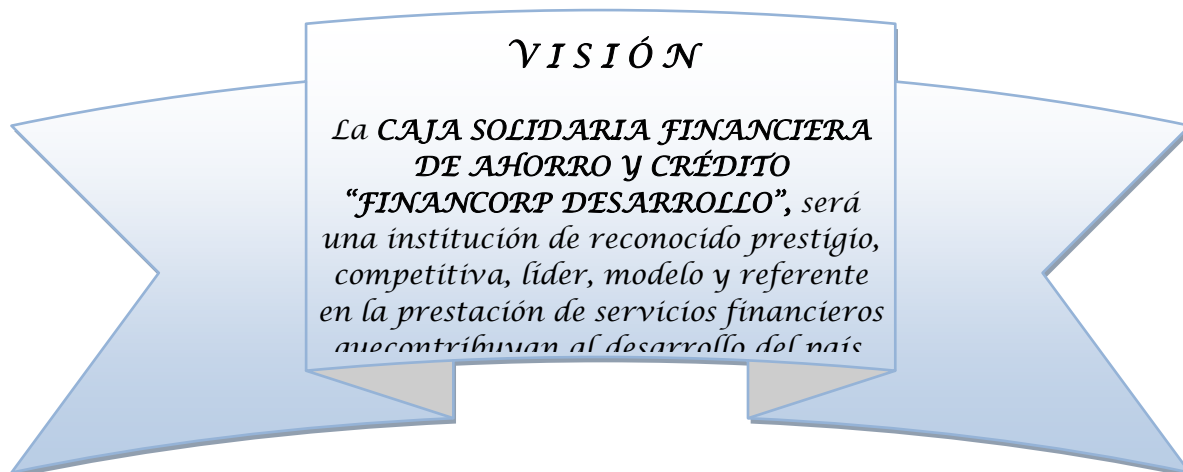 V I S I Ó N
La CAJA SOLIDARIA FINANCIERA
DE AHORRO Y CRÉDITO
“FINANCORP DESARROLLO”, será
una institución de reconocido prestigio,
competitiva, líder, modelo y referente
en la prestación de servicios financieros
quecontribuyan al desarrollo del país